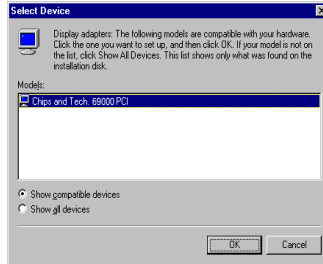 Select Device
Display adapters: The following models are compatible with your hardware.
Click the one you want to set up, and then click OK. If your model is not on
the list, click Show All Devices. This list shows only what was found on the
installation disk.
Models:
Chips and Tech. 69000 PCI
Show compatible devices
Show all devices
OK
Cancel